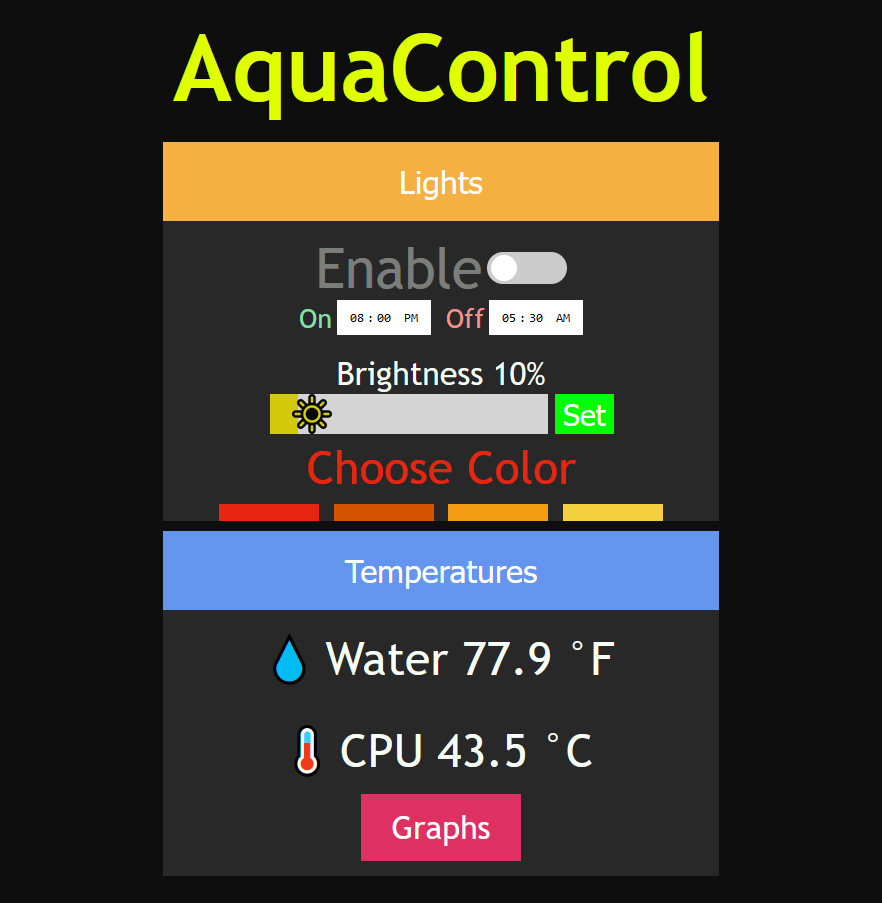 AquaControl
Lights
Enable
On 08:00 PM Off 05:30 AM
Brightness 10%
Set
Choose Color
Temperatures
Water 77.9 °F
CPU 43.5 °C
Graphs